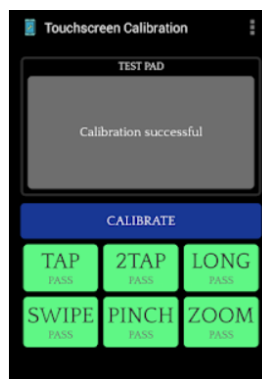 Touchscreen Calibration
TEST PAD
Calibration successful
CALIBRATE
TAP 2TAP LONG
PASS PASS PASS
SWIPE PINCH ZOOM
PASS PASS PASS